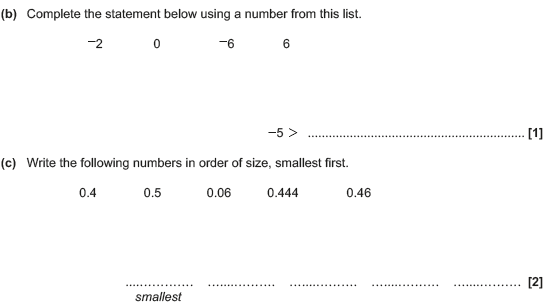 (b) Complete the statement below using a number from this list.
−2 0 −6 6
−5 > ............................................................... [1]
(c) Write the following numbers in order of size, smallest first.
0.4 0.5 0.06 0.444 0.46
.................... .................... .................... .................... .................... [2]
smallest